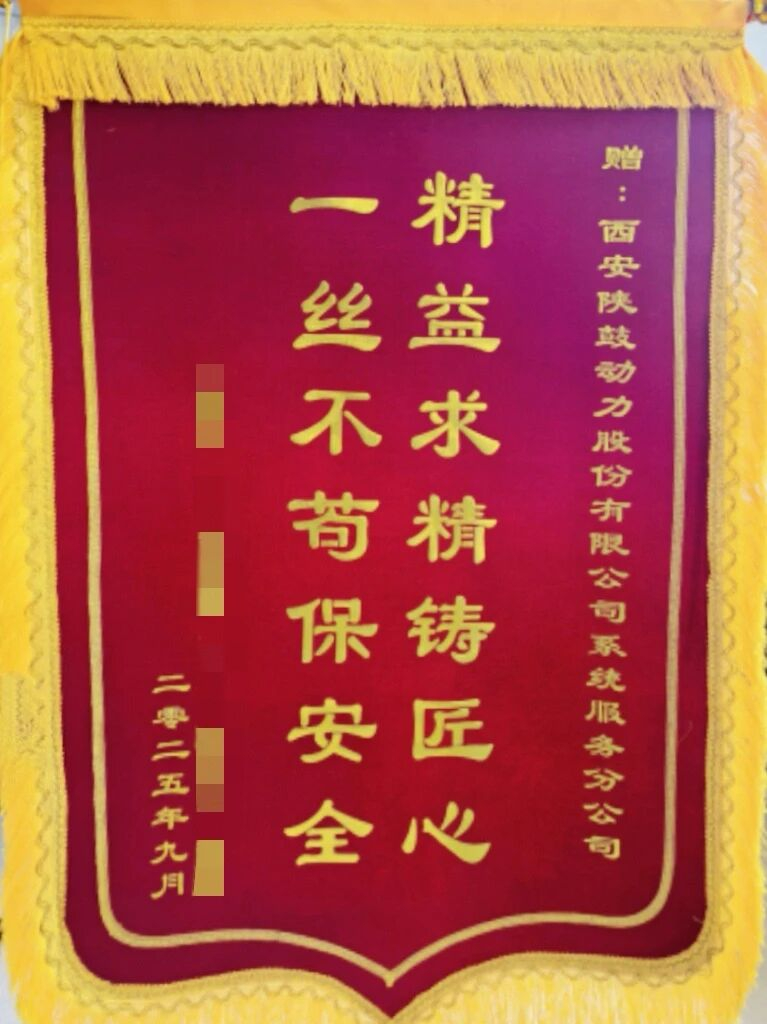 赠：西安陕鼓动力股份有限公司系统服务分公司
精益求精铸匠心
一丝不苟保安全
二零二五年九月